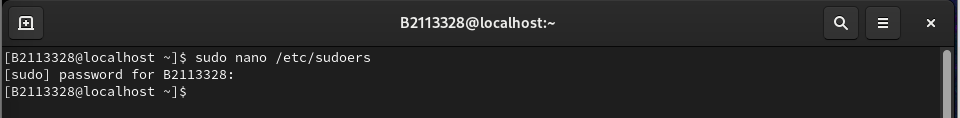 B2113328@localhost:~
[B2113328@localhost ~]$ sudo nano /etc/sudoers
[sudo] password for B2113328:
[B2113328@localhost ~]$